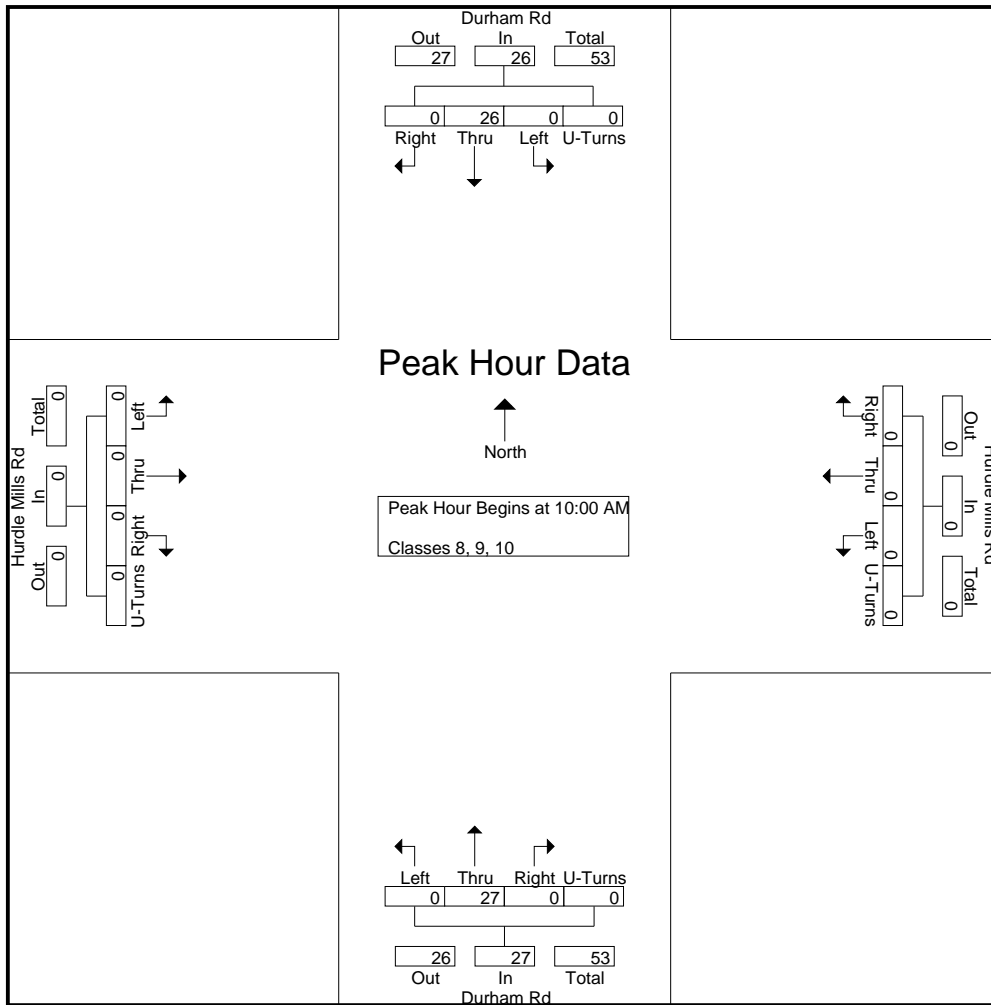 Durham Rd
Out In Total
27 26 53
0 26 0 0
Right Thru Left U-Turns
Peak Hour Data
North
Peak Hour Begins at 10:00 AM
Classes 8, 9, 10
Hurdle Mills Rd
Total In Out
0 0 0
0 0 0 0
Left Thru Right U-Turns
Right Thru Left U-Turns
0 0 0 0
Out In Total
0 0 0
Hurdle Mills Rd
Left Thru Right U-Turns
0 27 0 0
26 27 53
Out In Total
Durham Rd